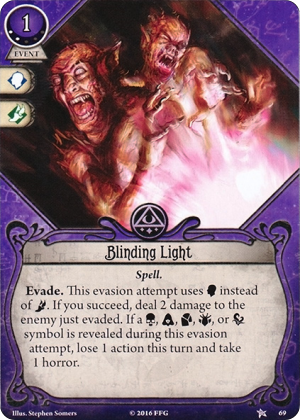 1
EVENT
Blinding Light
Spell.
Evade. This evasion attempt uses
instead
of . If you succeed, deal 2 damage to the
enemy just evaded. If a , , , , or
symbol is revealed during this evasion
attempt, lose 1 action this turn and take
1 horror.
Illus. Stephen Somers
© 2016 FFG
69